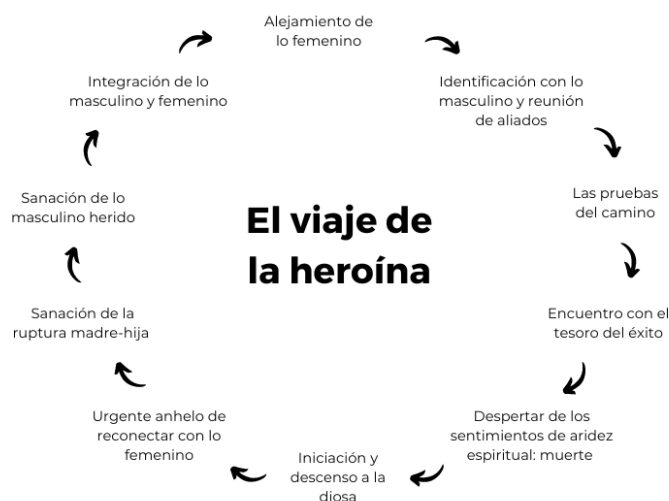 Alejamiento de
lo femenino
Identificación con lo
masculino y reunión
de aliados
Las pruebas
del camino
Encuentro con el
tesoro del éxito
Despertar de los
sentimientos de aridez
espiritual: muerte
Iniciación y
descenso a la
diosa
Urgente anhelo de
reconectar con lo
femenino
Sanación de la
ruptura madre-hija
Sanación de lo
masculino herido
Integración de lo
masculino y femenino
El viaje de
la heroína